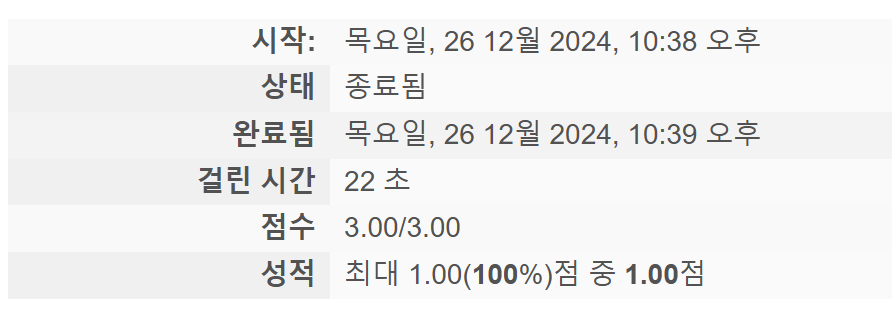 시작: 목요일, 26 12월 2024, 10:38 오후
상태 종료됨
완료됨 목요일, 26 12월 2024, 10:39 오후
걸린 시간 22 초
점수 3.00/3.00
성적 최대 1.00(100%)점 중 1.00점